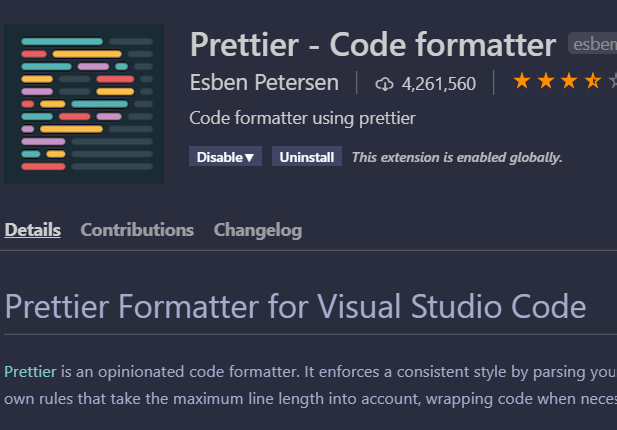 Prettier - Code formatter esben
Esben Petersen | 4,261,560 |
Code formatter using prettier
Disable▼ Uninstall This extension is enabled globally.
Details Contributions Changelog
Prettier Formatter for Visual Studio Code
Prettier is an opinionated code formatter. It enforces a consistent style by parsing you
own rules that take the maximum line length into account, wrapping code when neces